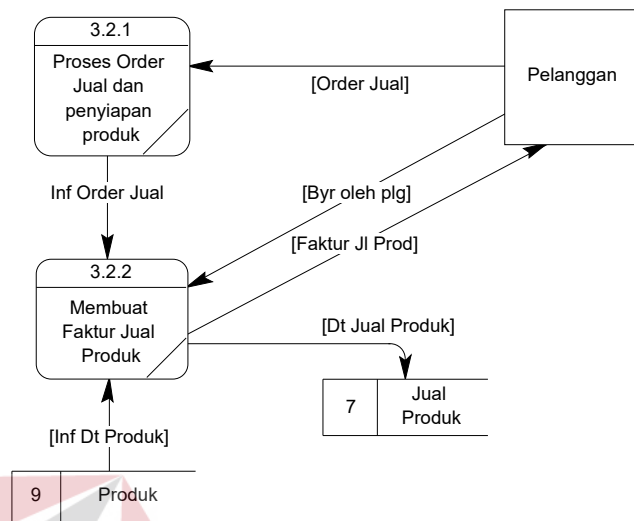 3.2.1
Proses Order
Jual dan
penyiapan
produk
Pelanggan
[Order Jual]
Inf Order Jual
[Byr oleh plg]
[Faktur Jl Prod]
3.2.2
Membuat
Faktur Jual
Produk
[Dt Jual Produk]
7
Jual
Produk
[Inf Dt Produk]
9
Produk